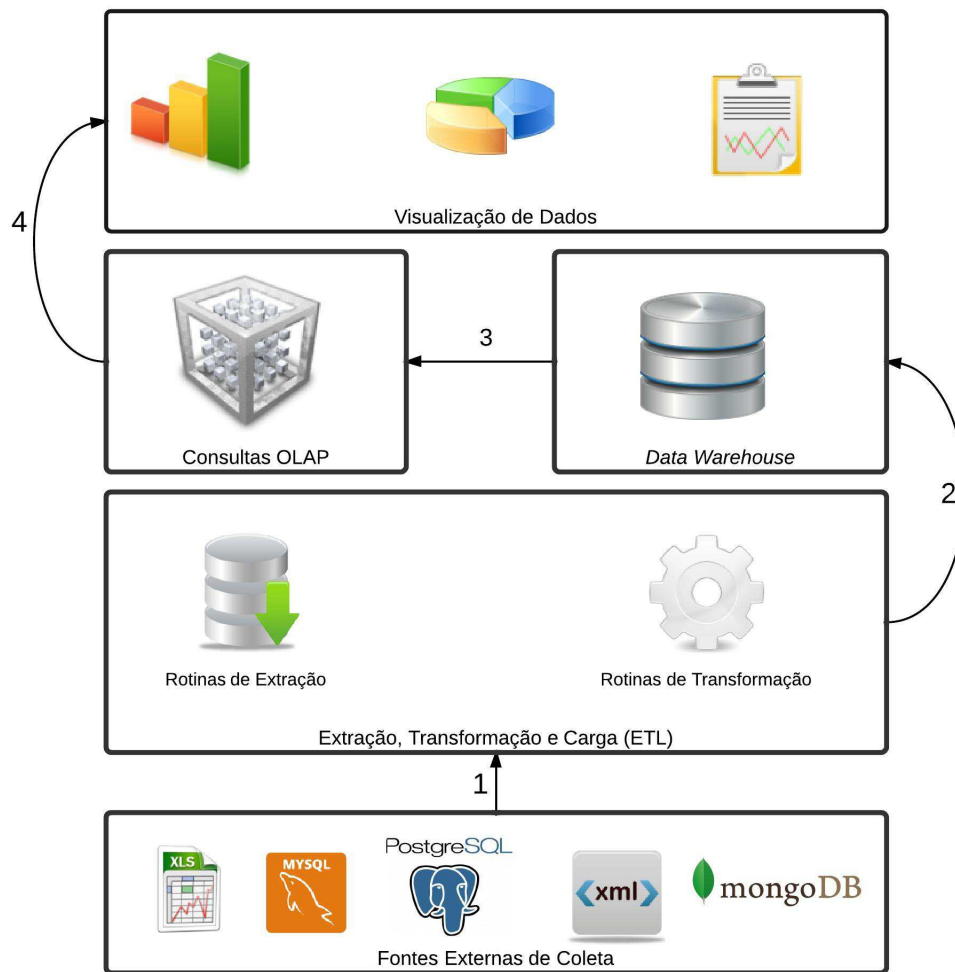 Visualização de Dados
4
Consultas OLAP
3
Data Warehouse
2
Rotinas de Extração
Rotinas de Transformação
Extração, Transformação e Carga (ETL)
1
XLS
MYSQL
PostgreSQL
<xml>
mongoDB
Fontes Externas de Coleta